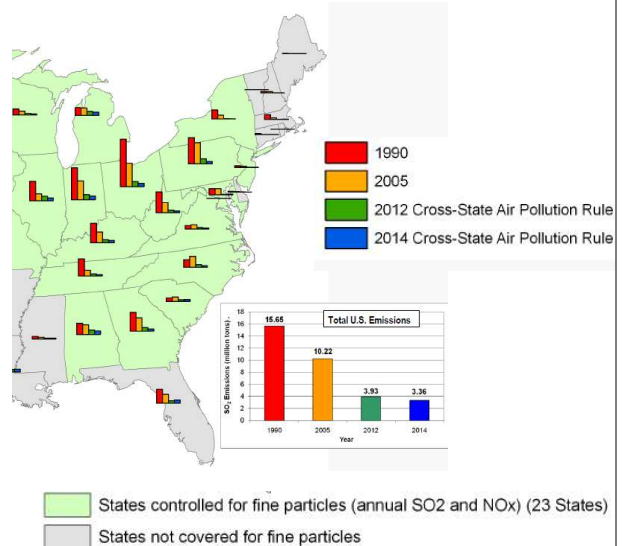 1990
2005
2012 Cross-State Air Pollution Rule
2014 Cross-State Air Pollution Rule
Total U.S. Emissions
SO2 Emissions (million tons) .
18
16
14
12
10
8
6
4
2
0
15.65
10.22
3.93
3.36
1990
2005
2012
2014
Year
States controlled for fine particles (annual SO2 and NOx) (23 States)
States not covered for fine particles